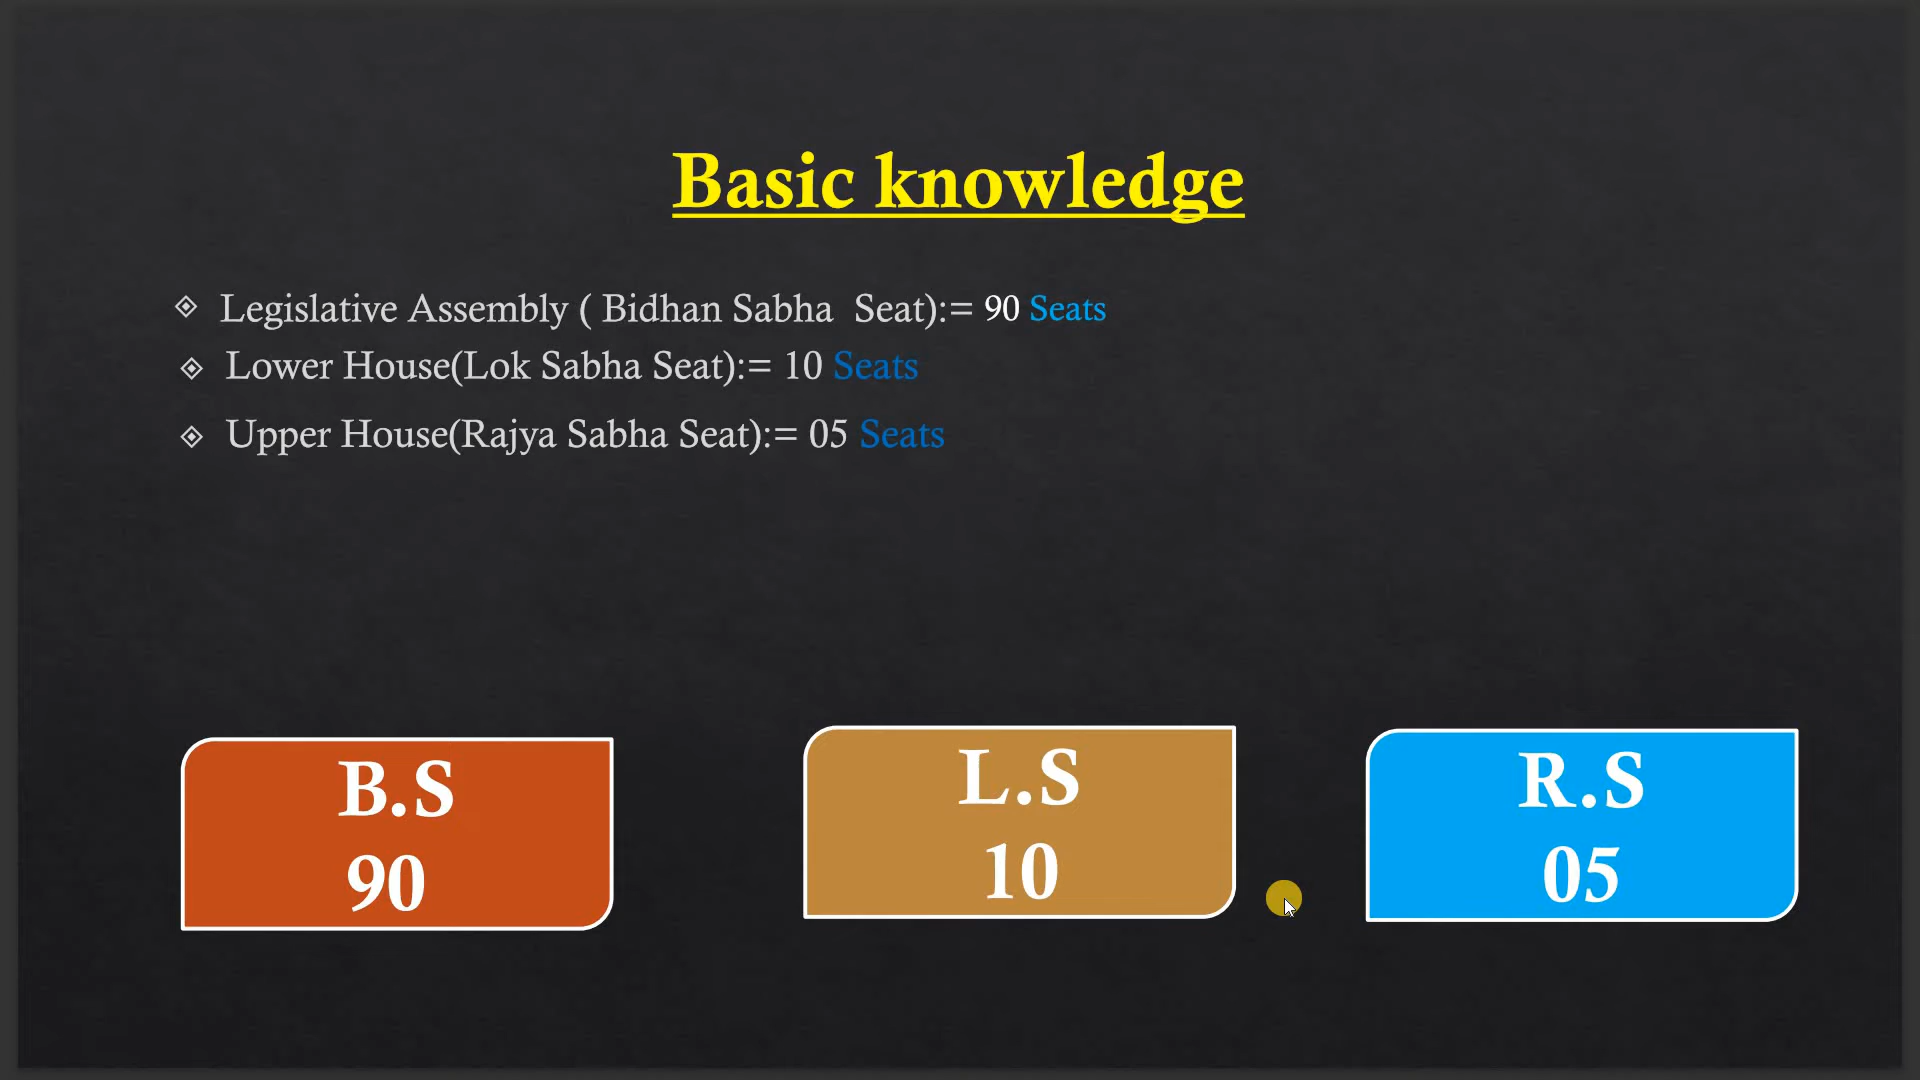 Basic knowledge
Legislative Assembly ( Bidhan Sabha  Seat):= 90 Seats
Lower House(Lok Sabha Seat):= 10 Seats
Upper House(Rajya Sabha Seat):= 05 Seats
B.S
90
L.S
10
R.S
05